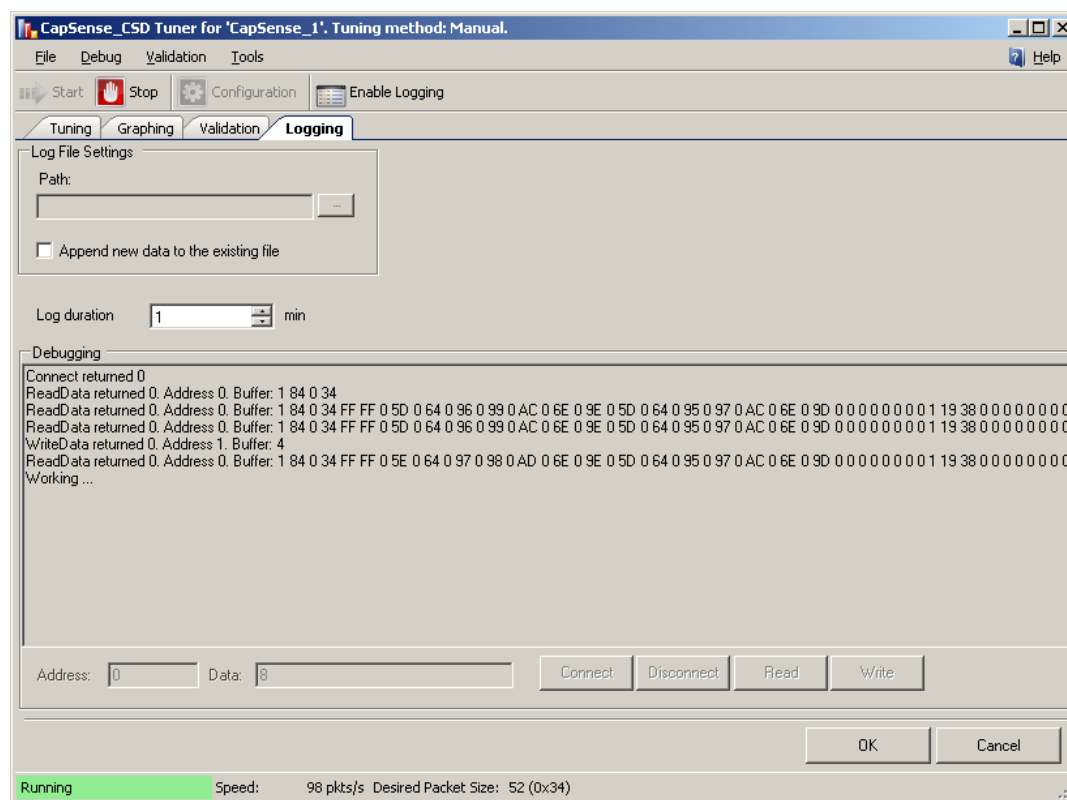 CapSense_CSD Tuner for 'CapSense_1'. Tuning method: Manual.
File Debug Validation Tools Help
Start Stop Configuration Enable Logging
Tuning Graphing Validation Logging
Log File Settings
Path:
...
Append new data to the existing file
Log duration 1 min
Debugging
Connect returned 0
ReadData returned 0. Address 0. Buffer: 1 84 0 34
ReadData returned 0. Address 0. Buffer: 1 84 0 34 FF FF 0 5D 0 64 0 96 0 99 0 AC 0 6E 0 9E 0 5D 0 64 0 95 0 97 0 AC 0 6E 0 9D 0 0 0 0 0 0 0 0 1 19 38 0 0 0 0 0 0 0 0
ReadData returned 0. Address 0. Buffer: 1 84 0 34 FF FF 0 5D 0 64 0 96 0 99 0 AC 0 6E 0 9E 0 5D 0 64 0 95 0 97 0 AC 0 6E 0 9D 0 0 0 0 0 0 0 0 1 19 38 0 0 0 0 0 0 0 0
WriteData returned 0. Address 1. Buffer: 4
ReadData returned 0. Address 0. Buffer: 1 84 0 34 FF FF 0 5E 0 64 0 97 0 98 0 AD 0 6E 0 9E 0 5D 0 64 0 95 0 97 0 AC 0 6E 0 9D 0 0 0 0 0 0 0 0 1 19 38 0 0 0 0 0 0 0 0
Working ...
Address: 0 Data: 8 Connect Disconnect Read Write
OK Cancel
Running Speed: 98 pkts/s Desired Packet Size: 52 (0x34)